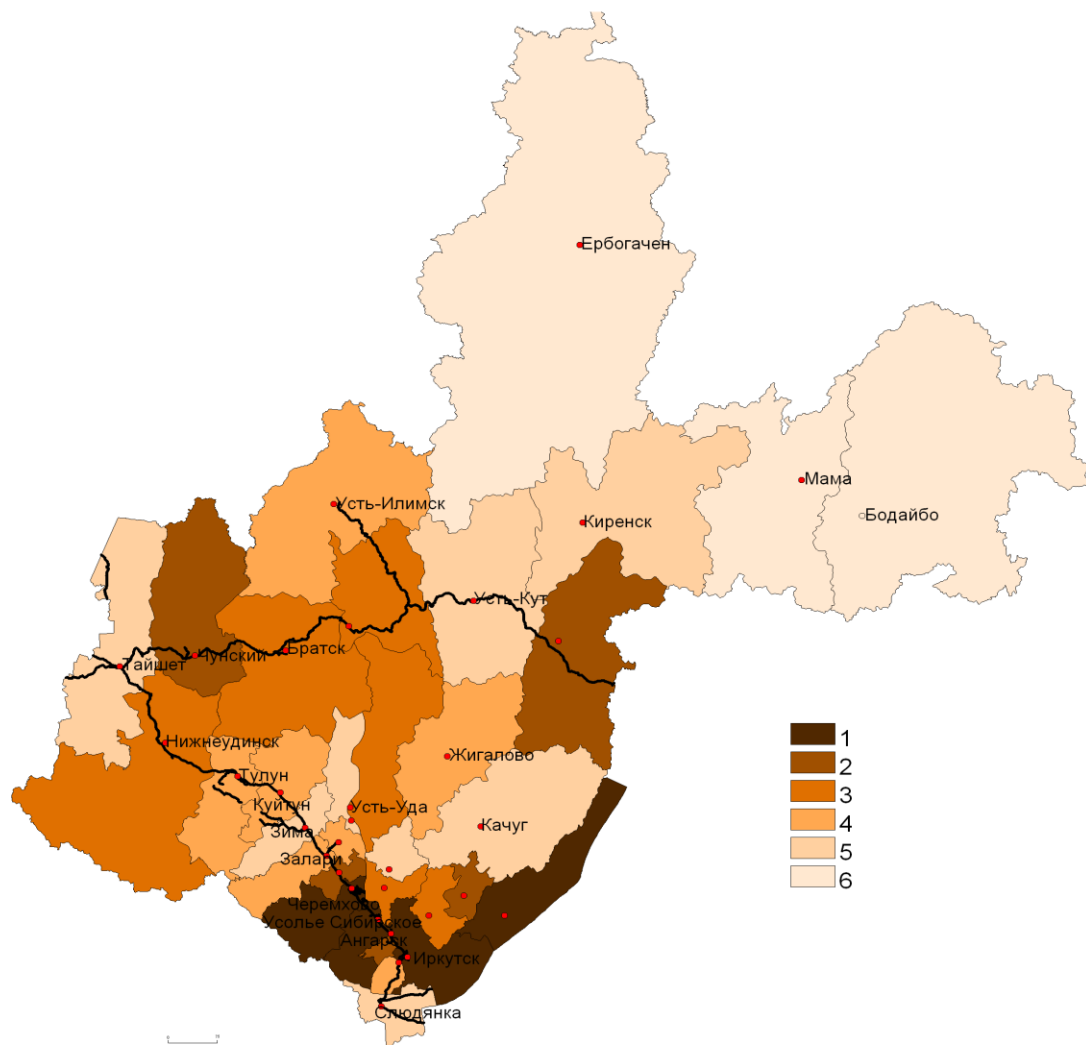 Ербогачен
Мама
Усть-Илимск
Бодайбо
Киренск
Усть-Кут
Братск
Чунский
Тайшет
1
2
3
4
5
6
Нижнеудинск
Жигалово
Тулун
Куйтун
Усть-Уда
Качуг
Зима
Залари
Черемхово
Усолье Сибирское
Ангарск
Иркутск
Слюдянка